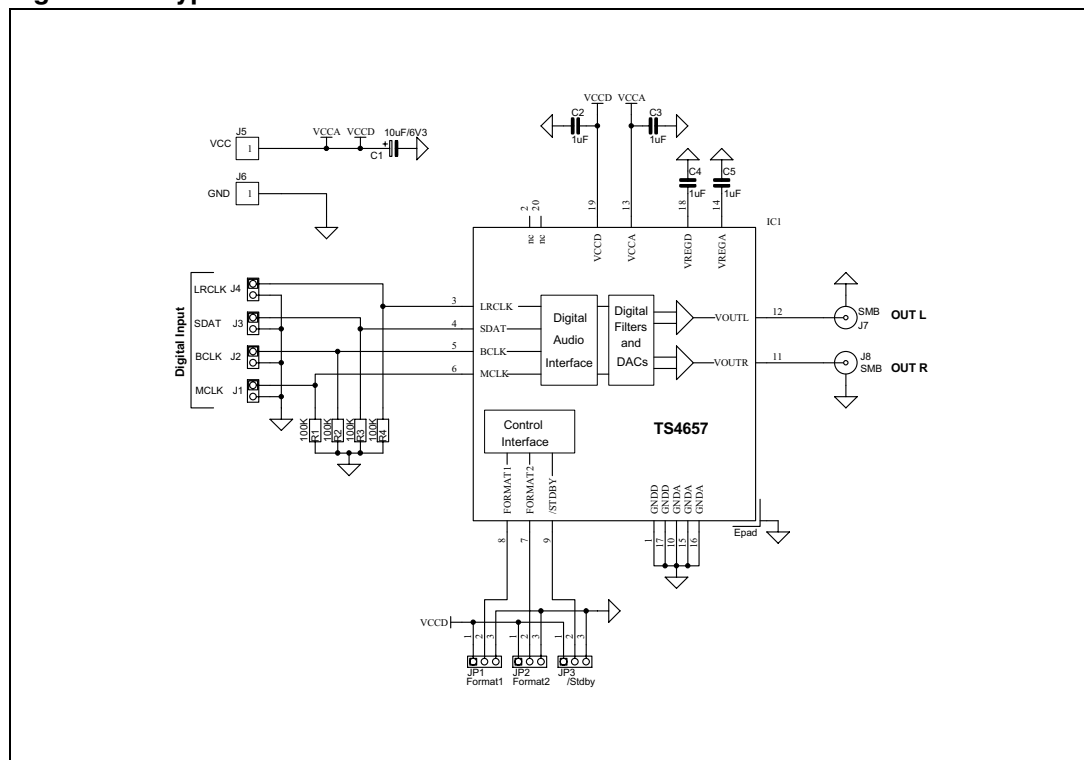 VCCD VCCA
C2 C3
1uF 1uF
10uF/6V3
VCCA VCCD
J5
VCC 1
C1
+
J6
GND 1
C4 C5
1uF 1uF
2 20 19 13 18 14
IC1
nc nc VCCD VCCA VREGD VREGA
Digital Input
LRCLK J4
SDAT J3
BCLK J2
MCLK J1
3 LRCLK
4 SDAT
5 BCLK
6 MCLK
Digital
Audio
Interface
Digital
Filters
and
DACs
VOUTL 12
VOUTR 11
SMB
J7
OUT L
J8
SMB
OUT R
100K R1
100K R2
100K R3
100K R4
Control
Interface
TS4657
FORMAT1 FORMAT2 /STDBY
GNDD GNDD GNDA GNDA GNDA
Epad
8 7 9
1 17 10 15 16
VCCD
1 2 3 1 2 3 1 2 3
JP1 JP2 JP3
Format1 Format2 /Stdby